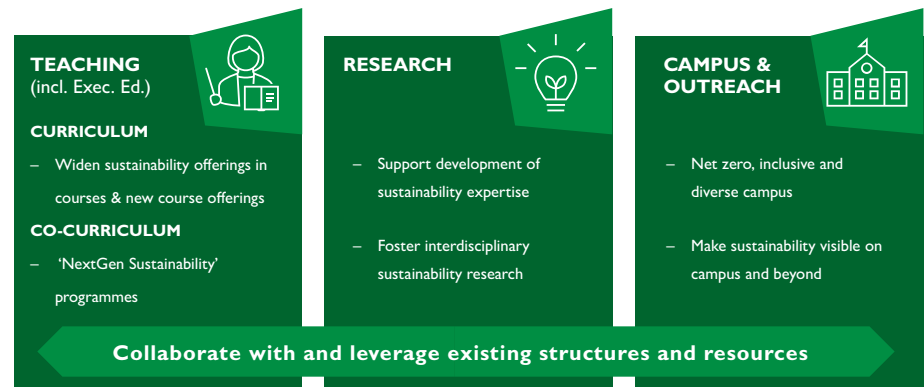 TEACHING
(incl. Exec. Ed.)
CURRICULUM
– Widen sustainability offerings in
courses & new course offerings
CO-CURRICULUM
– ‘NextGen Sustainability’
programmes
RESEARCH
– Support development of
sustainability expertise
– Foster interdisciplinary
sustainability research
CAMPUS &
OUTREACH
– Net zero, inclusive and
diverse campus
– Make sustainability visible on
campus and beyond
Collaborate with and leverage existing structures and resources